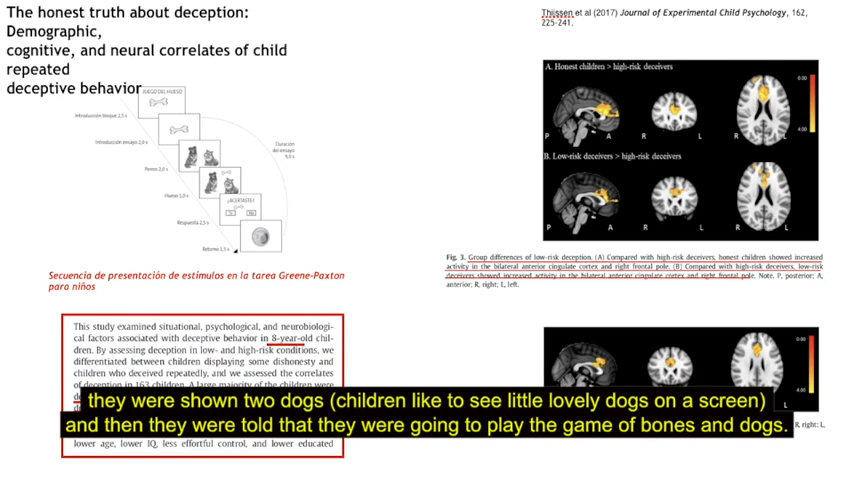 The honest truth about deception:
Demographic,
cognitive, and neural correlates of child
repeated
deceptive behavior
Thijssen et al (2017) Journal of Experimental Child Psychology, 162,
225-241.
JUEGO DEL HUESO
Introducción bloque 2,5 s
Introducción ensayo 2,0 s
Perros 2,0 s
Hueso 1,0 s
Respuesta 2,5 s
Retorno 1,5 s
¿ACERTASTE?
Duración
del ensayo
9,0 s
Secuencia de presentación de estímulos en la tarea Greene-Paxton
para niños
A. Honest children > high-risk deceivers
P A R L R L
B. Low-risk deceivers > high-risk deceivers
P A R L R L
Fig. 3. Group differences of low-risk deception. (A) Compared with high-risk deceivers, honest children showed increased
activity in the bilateral anterior cingulate cortex and right frontal pole. (B) Compared with high-risk deceivers, low-risk
deceivers showed increased activity in the bilateral anterior cingulate cortex and right frontal pole. Note. P, posterior; A,
anterior; R, right; L, left.
This study examined situational, psychological, and neurobiologi-
cal factors associated with deceptive behavior in 8-year-old chil-
dren. By assessing deception in low- and high-risk conditions, we
differentiated between children displaying some dishonesty and
children who deceived repeatedly, and we assessed the correlates
of deception in 163 children. A large majority of the children were
they were shown two dogs (children like to see little lovely dogs on a screen)
and then they were told that they were going to play the game of bones and dogs.
L
R, right; L,
lower age, lower IQ, less effortful control, and lower educated